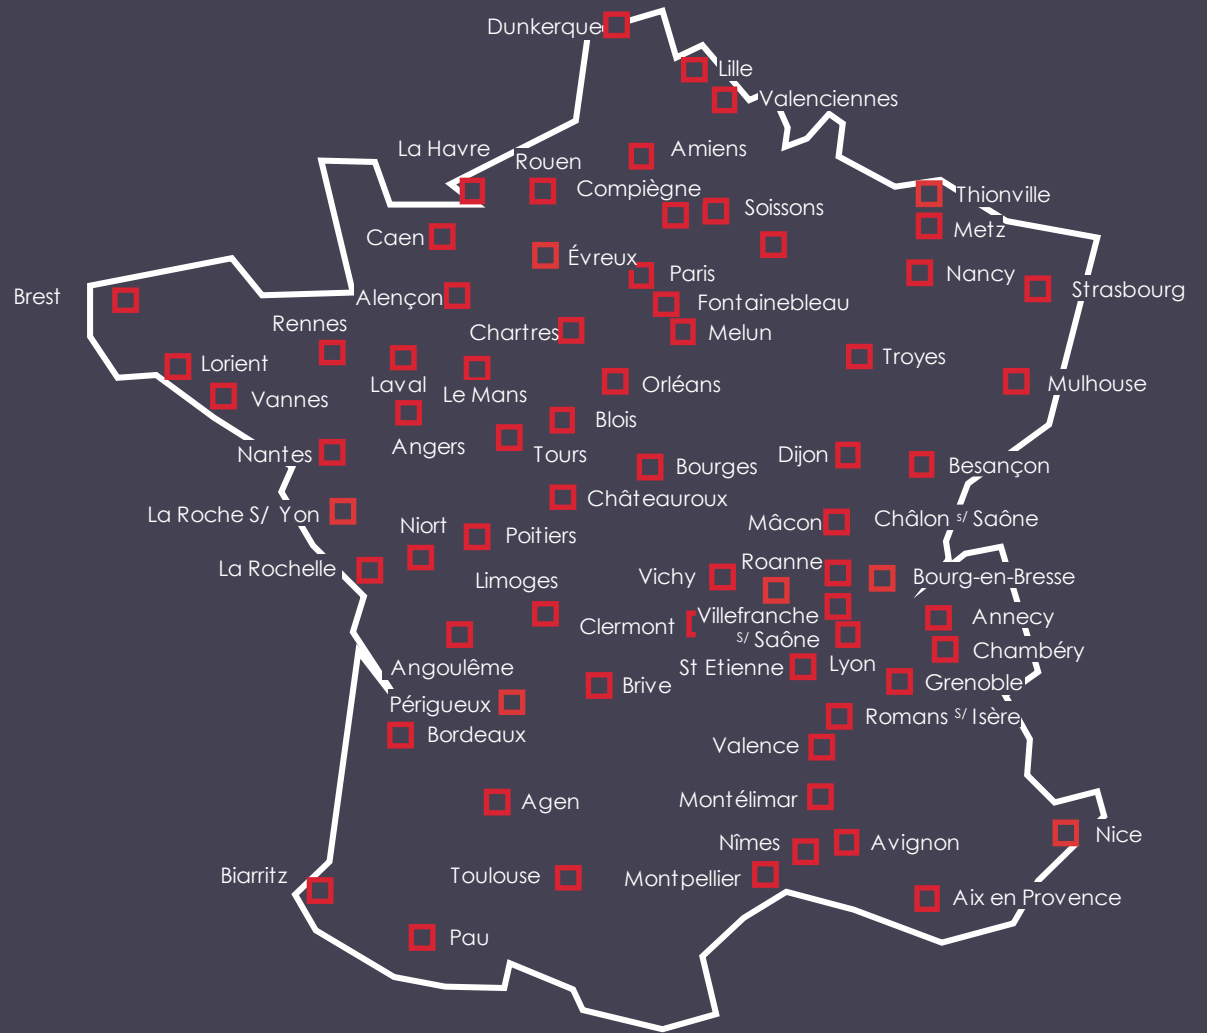 Dunkerque
Lille
Valenciennes
La Havre
Rouen
Amiens
Compiègne
Soissons
Thionville
Metz
Caen
Évreux
Paris
Nancy
Strasbourg
Brest
Alençon
Fontainebleau
Rennes
Chartres
Melun
Troyes
Lorient
Laval
Le Mans
Orléans
Mulhouse
Vannes
Blois
Angers
Tours
Nantes
Bourges
Dijon
Besançon
Châteauroux
La Roche S/ Yon
Niort
Poitiers
Mâcon
Châlon s/ Saône
La Rochelle
Limoges
Vichy
Roanne
Bourg-en-Bresse
Clermont
Villefranche
s/ Saône
Annecy
Chambéry
Angoulême
St Etienne
Lyon
Grenoble
Périgueux
Brive
Romans s/ Isère
Bordeaux
Valence
Agen
Montélimar
Nîmes
Avignon
Nice
Biarritz
Toulouse
Montpellier
Aix en Provence
Pau